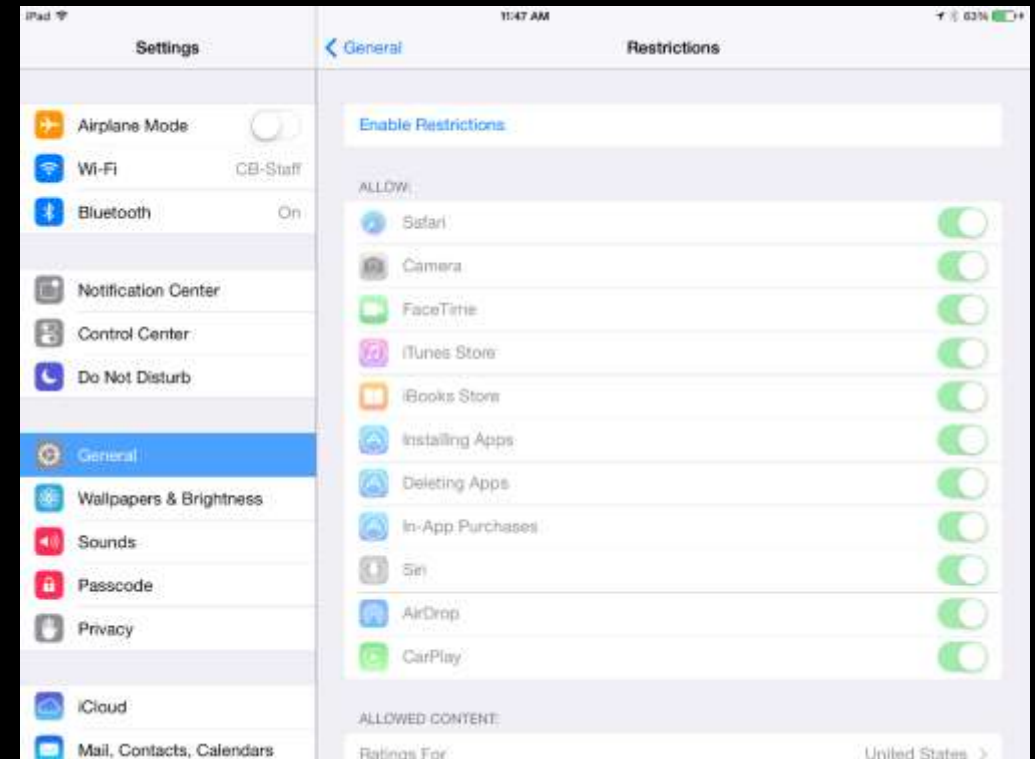 iPad 11:47 AM 63%
Settings
General Restrictions
Airplane Mode
Wi-Fi CB-Staff
Bluetooth On
Notification Center
Control Center
Do Not Disturb
General
Wallpapers & Brightness
Sounds
Passcode
Privacy
iCloud
Mail, Contacts, Calendars
Enable Restrictions
ALLOW:
Safari
Camera
FaceTime
iTunes Store
iBooks Store
Installing Apps
Deleting Apps
In-App Purchases
Siri
AirDrop
CarPlay
ALLOWED CONTENT:
Ratings For United States